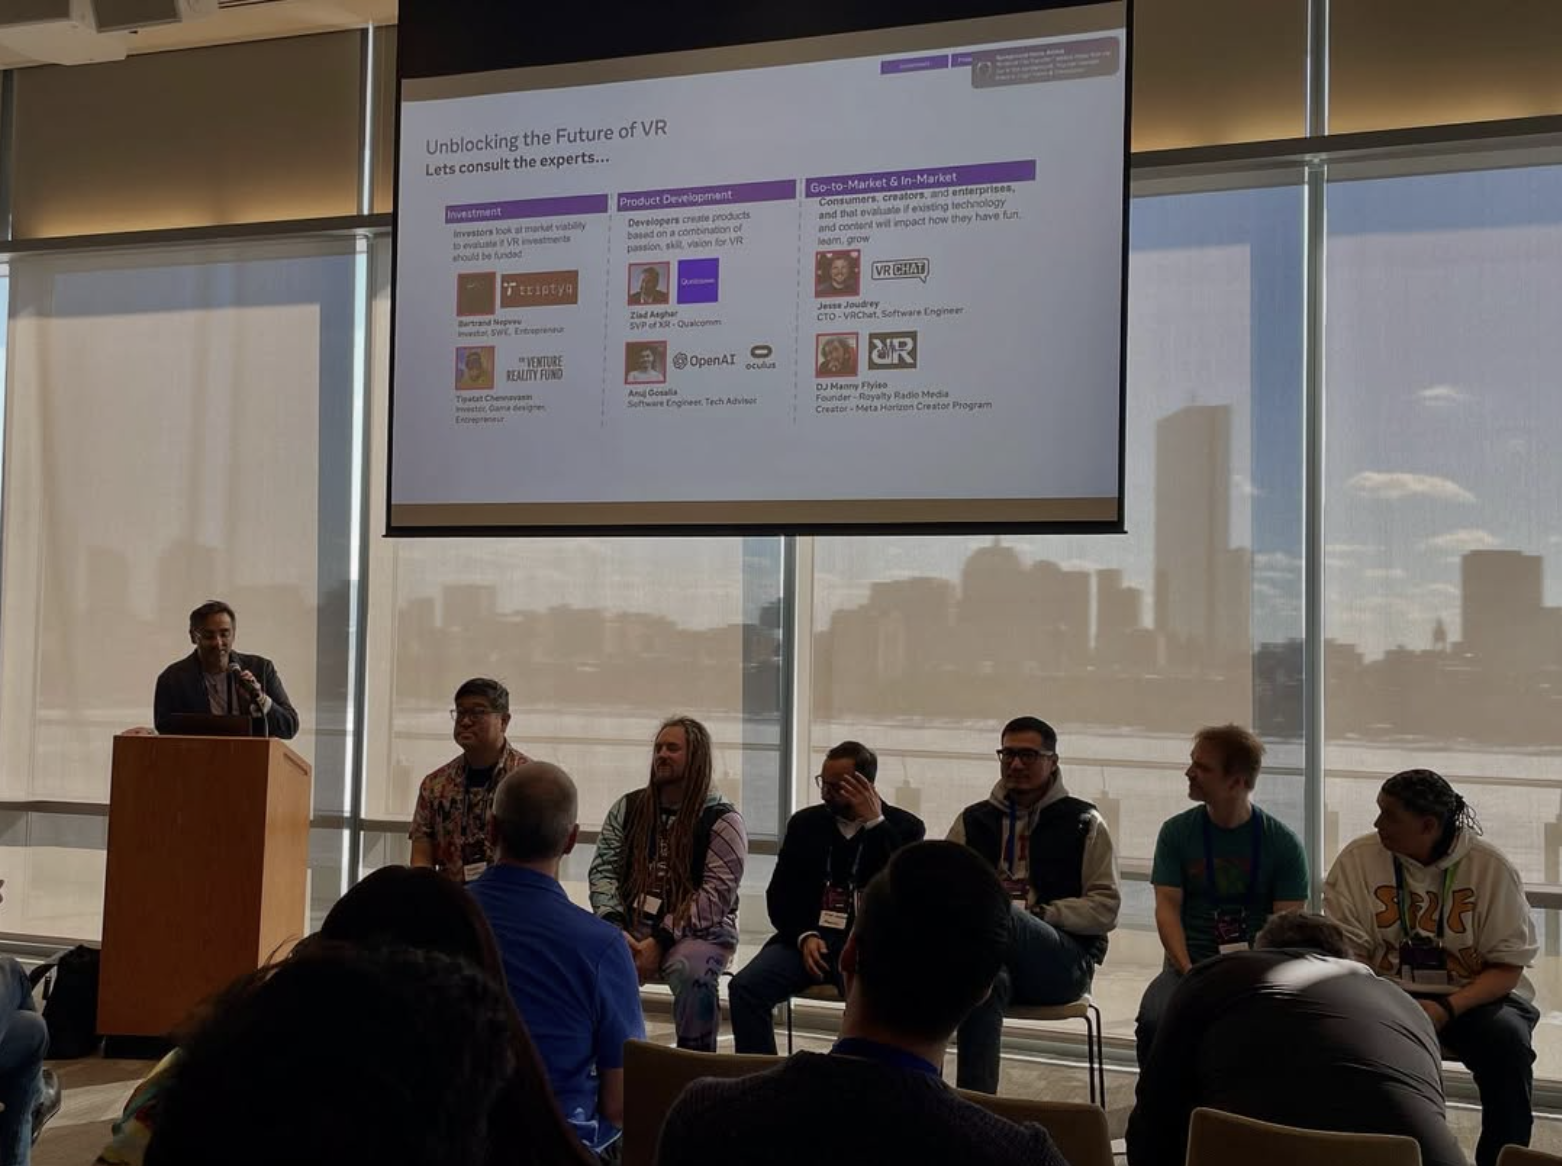 Unblocking the Future of VR
Lets consult the experts...
Investment
Investors look at market viability
to evaluate if VR investments
should be funded
triptyq
Bertrand Nepveu
Investor, SWE, Entrepreneur
THE VENTURE
REALITY FUND
Tipatat Chennavasin
Investor, Game designer,
Entrepreneur
Product Development
Developers create products
based on a combination of
passion, skill, vision for VR
Qualcomm
Ziad Asghar
SVP of XR - Qualcomm
OpenAI
oculus
Anuj Gosalia
Software Engineer, Tech Advisor
Go-to-Market & In-Market
Consumers, creators, and enterprises,
and that evaluate if existing technology
and content will impact how they have fun,
learn, grow
VRCHAT
Jesse Joudrey
CTO - VRChat, Software Engineer
DJ Manny Flyleo
Founder - Royalty Radio Media
Creator - Meta Horizon Creator Program
SELF